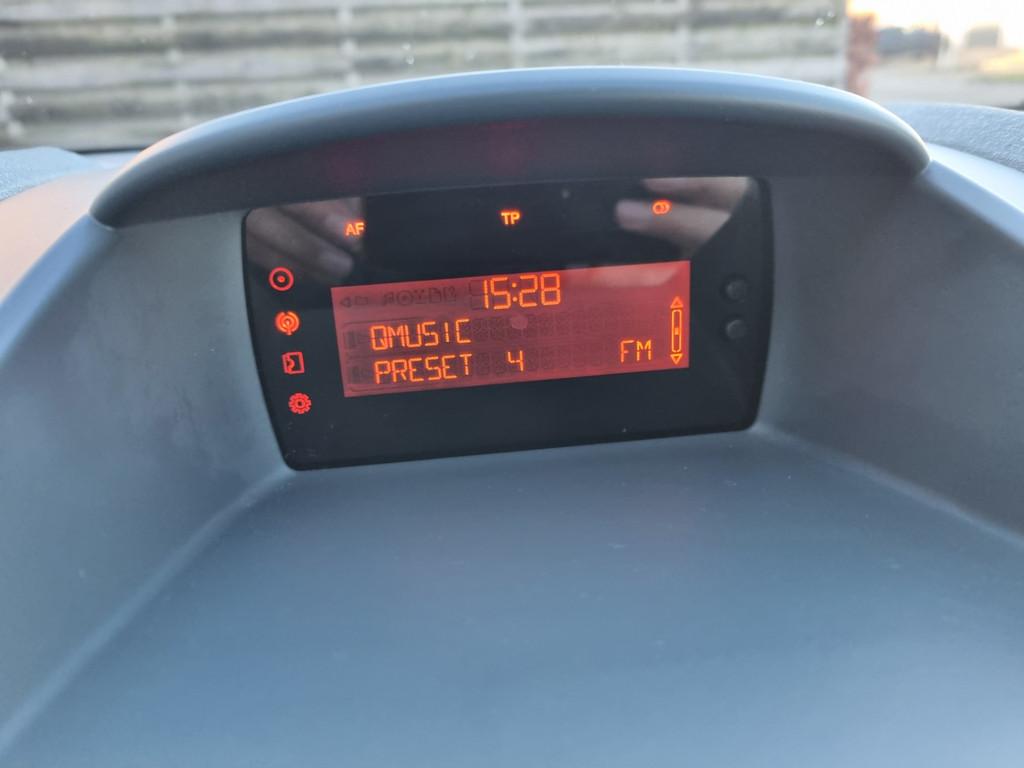 AF TP
15:28
QMUSIC
PRESET 4 FM